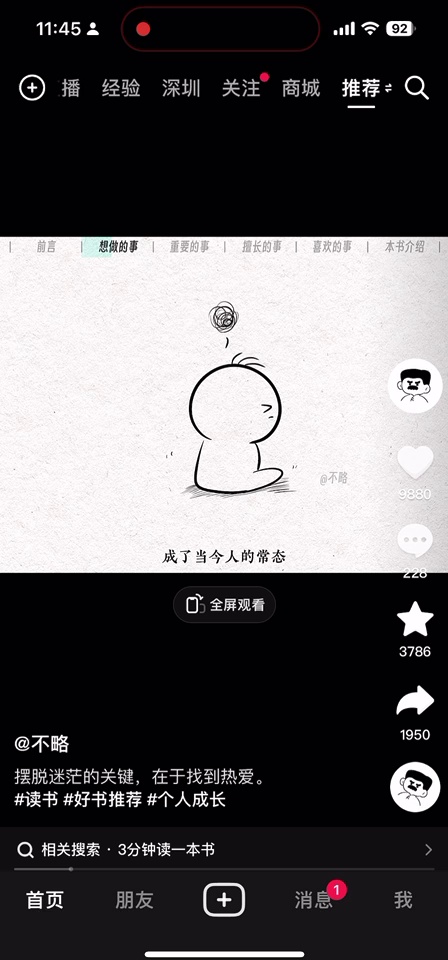 11:45
92
播 经验 深圳 关注 商城 推荐
前言 想做的事 重要的事 擅长的事 喜欢的事 本书介绍
@不略
成了当今人的常态
9880
228
全屏观看
3786
1950
@不略
摆脱迷茫的关键，在于找到热爱。
#读书 #好书推荐 #个人成长
相关搜索 · 3分钟读一本书
首页 朋友 消息 1 我